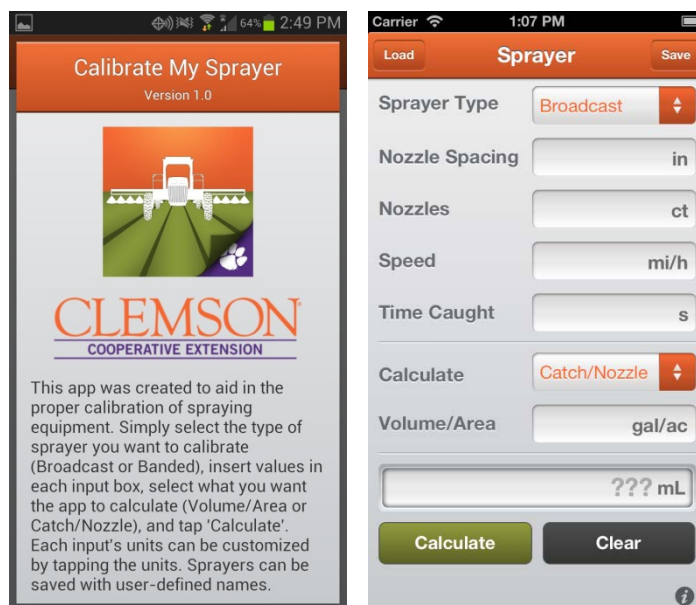 64% 2:49 PM
Calibrate My Sprayer
Version 1.0
CLEMSON
COOPERATIVE EXTENSION
This app was created to aid in the
proper calibration of spraying
equipment. Simply select the type of
sprayer you want to calibrate
(Broadcast or Banded), insert values in
each input box, select what you want
the app to calculate (Volume/Area or
Catch/Nozzle), and tap 'Calculate'.
Each input's units can be customized
by tapping the units. Sprayers can be
saved with user-defined names.
Carrier 1:07 PM
Load Sprayer Save
Sprayer Type Broadcast
Nozzle Spacing in
Nozzles ct
Speed mi/h
Time Caught s
Calculate Catch/Nozzle
Volume/Area gal/ac
??? mL
Calculate Clear
i